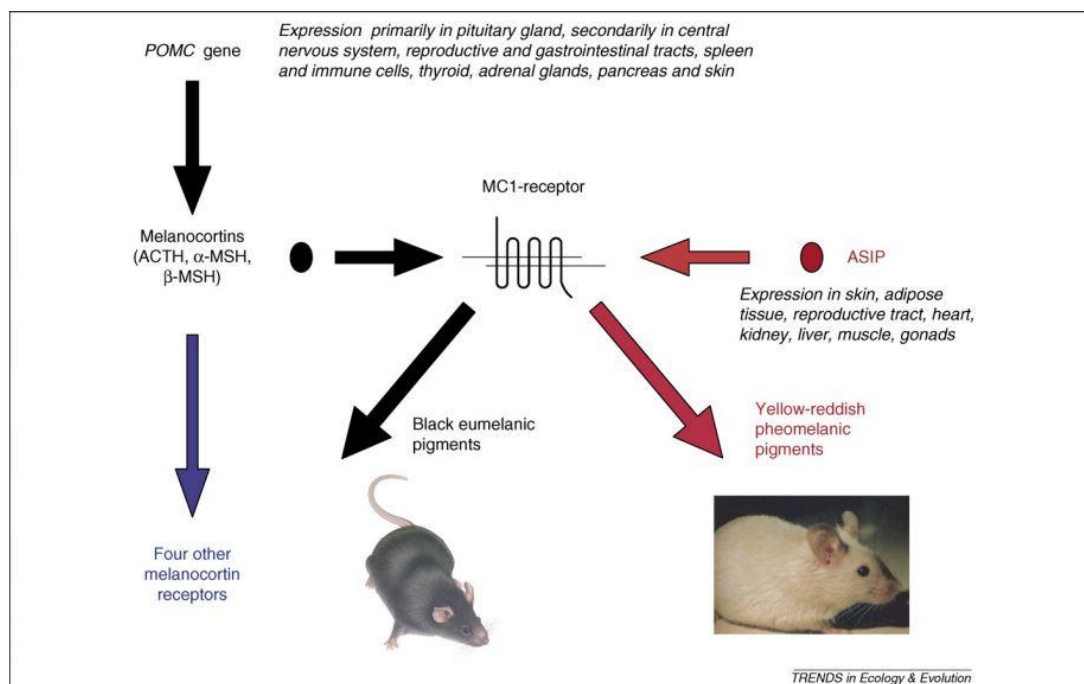 POMC gene
Expression primarily in pituitary gland, secondarily in central
nervous system, reproductive and gastrointestinal tracts, spleen
and immune cells, thyroid, adrenal glands, pancreas and skin
MC1-receptor
Melanocortins
(ACTH, α-MSH,
β-MSH)
ASIP
Expression in skin, adipose
tissue, reproductive tract, heart,
kidney, liver, muscle, gonads
Black eumelanic
pigments
Yellow-reddish
pheomelanic
pigments
Four other
melanocortin
receptors
TRENDS in Ecology & Evolution